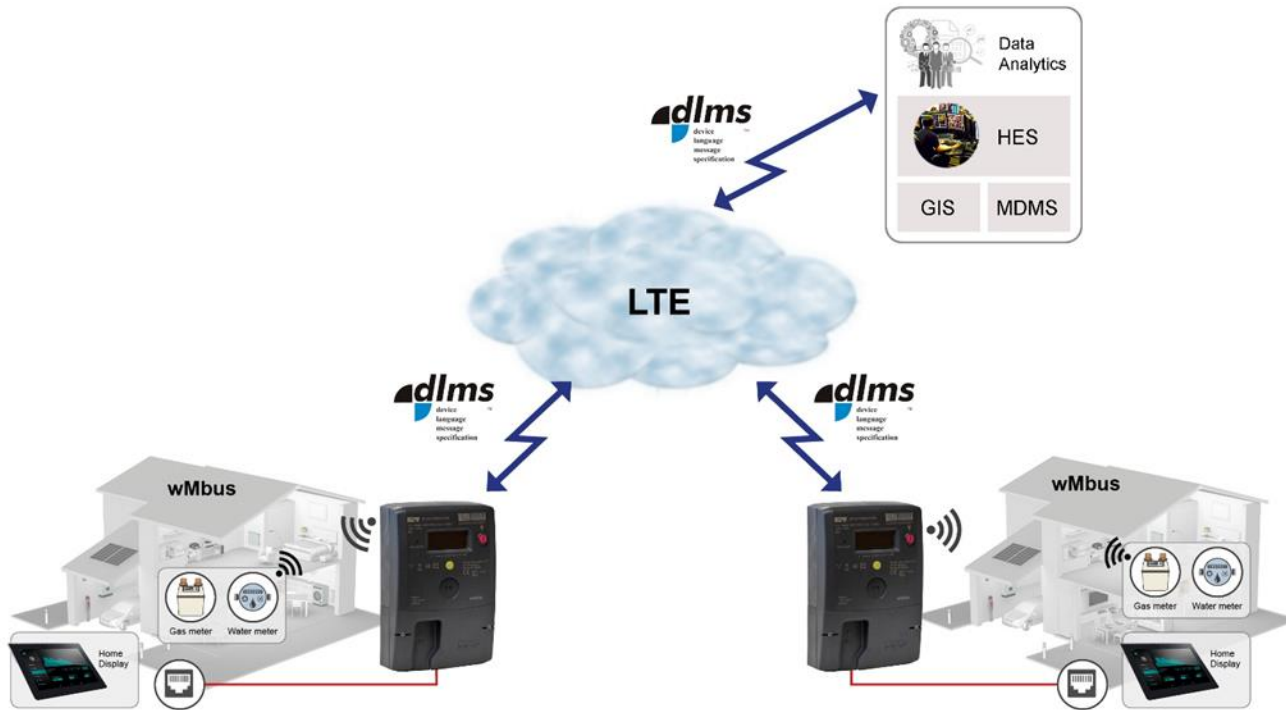 Data
Analytics
HES
GIS
MDMS
dlms
device
language
message
specification
LTE
dlms
device
language
message
specification
dlms
device
language
message
specification
wMbus
Gas meter
Water meter
Home
Display
wMbus
Gas meter
Water meter
Home
Display